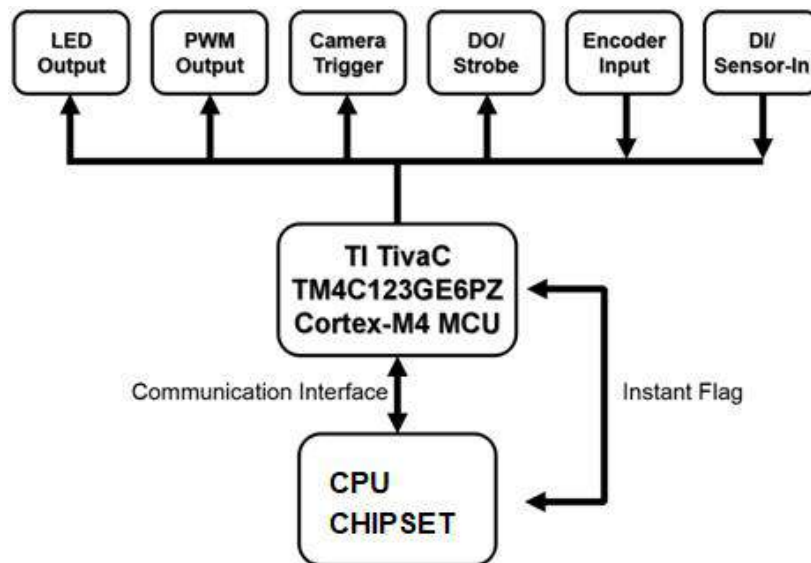 LED
Output
PWM
Output
Camera
Trigger
DO/
Strobe
Encoder
Input
DI/
Sensor-In
TI TivaC
TM4C123GE6PZ
Cortex-M4 MCU
Communication Interface
Instant Flag
CPU
CHIPSET